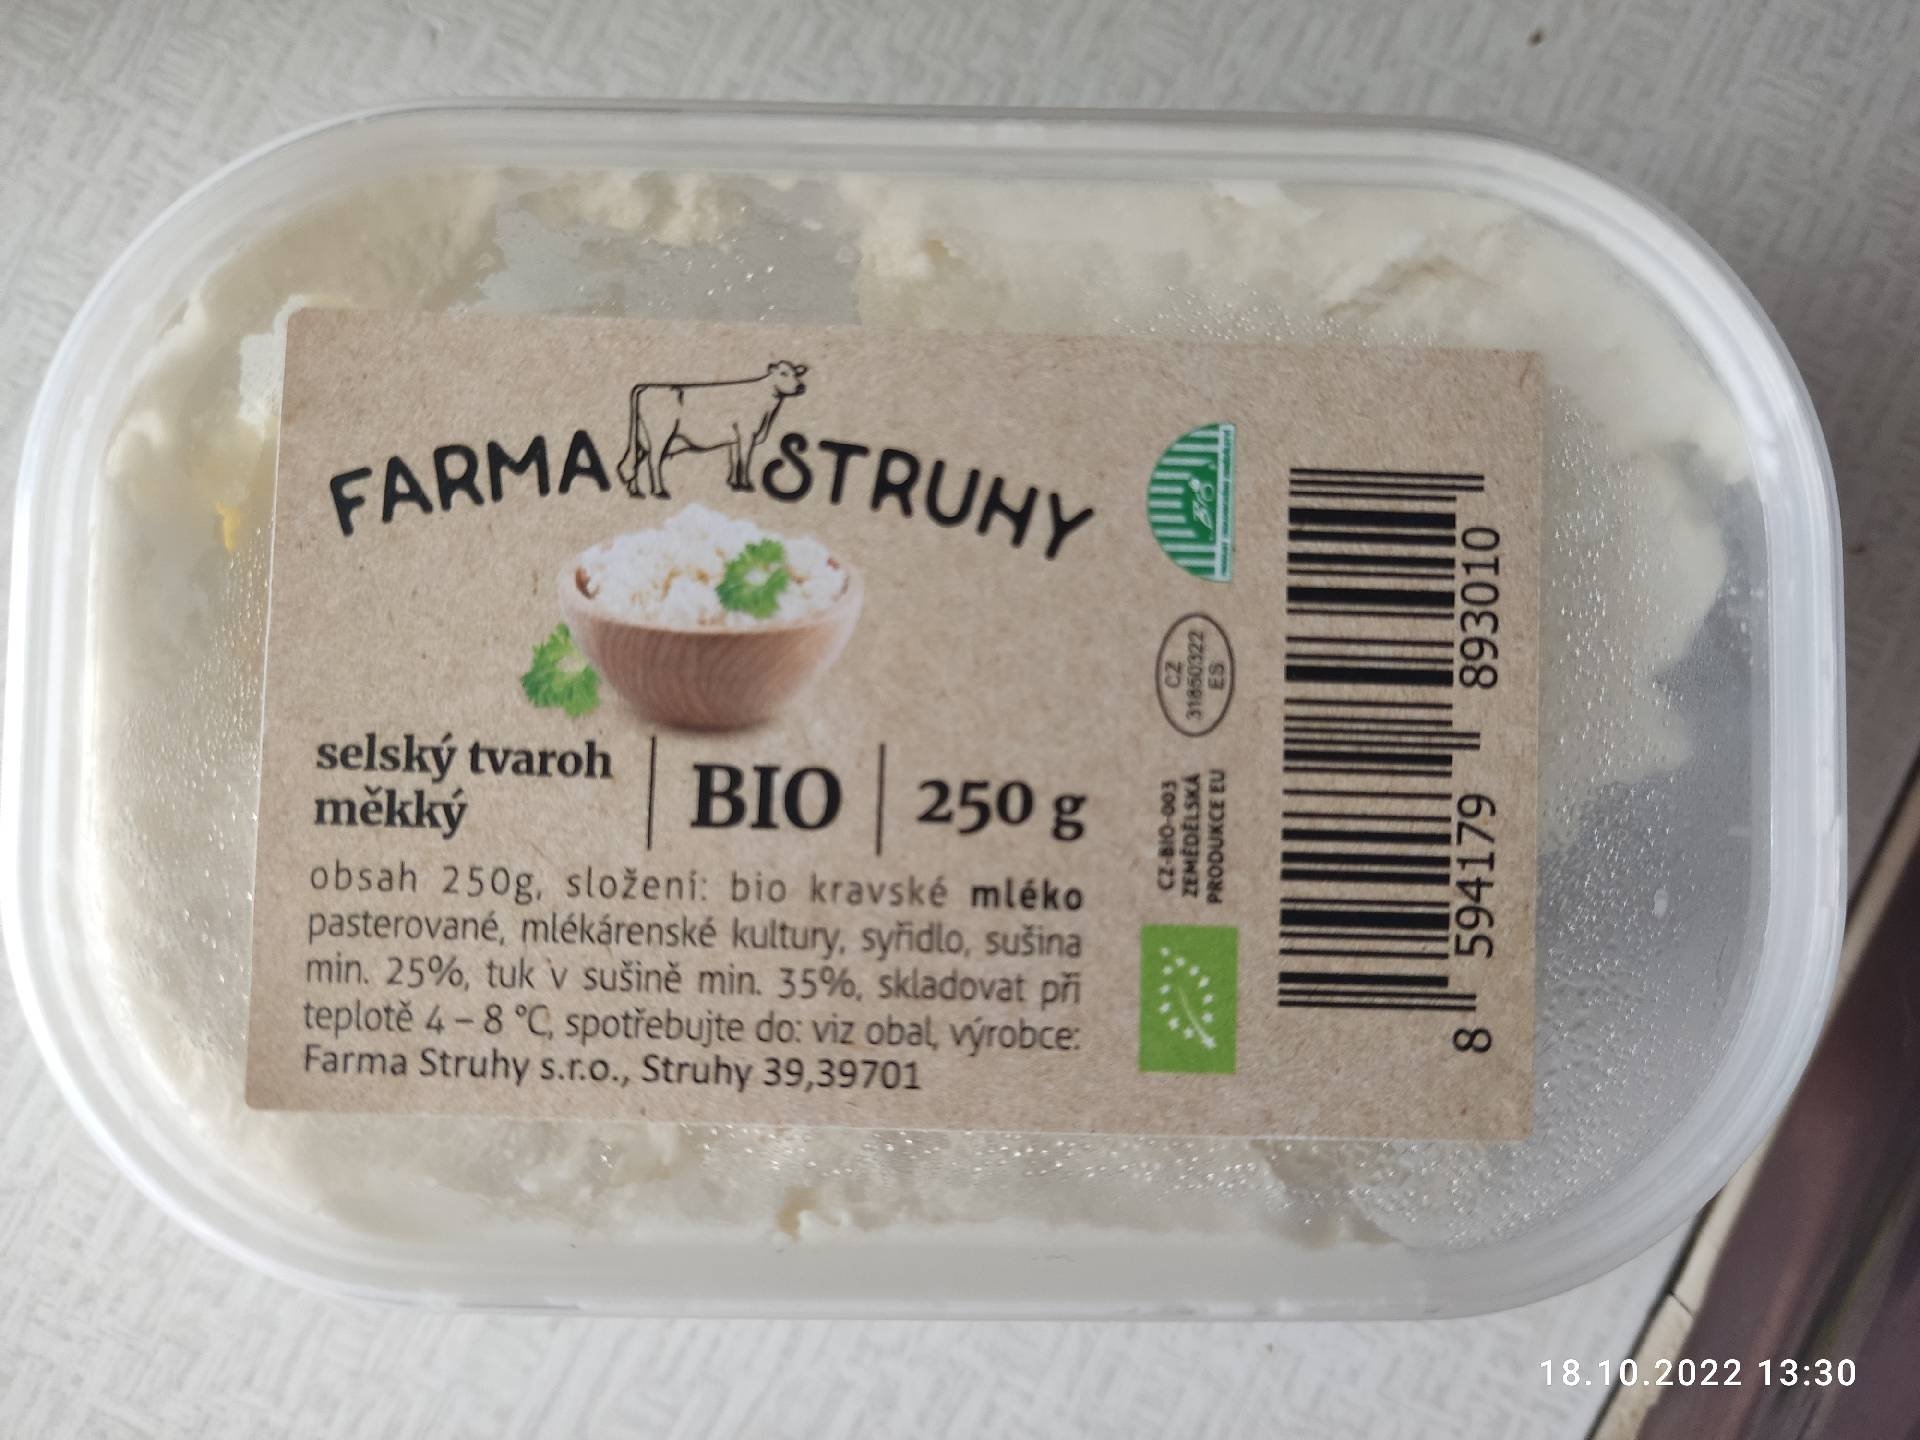 FARMA STRUHY
selský tvaroh
měkký
BIO
250 g
obsah 250g, složení: bio kravské mléko
pasterované, mlékárenské kultury, syřidlo, sušina
min. 25%, tuk v sušině min. 35%, skladovat při
teplotě 4 – 8 °C, spotřebujte do: viz obal, výrobce:
Farma Struhy s.r.o., Struhy 39,39701
BIO
CZ
31860322
ES
CZ-BIO-003
ZEMĚDĚLSKÁ
PRODUKCE EU
8 594179 893010
18.10.2022 13:30